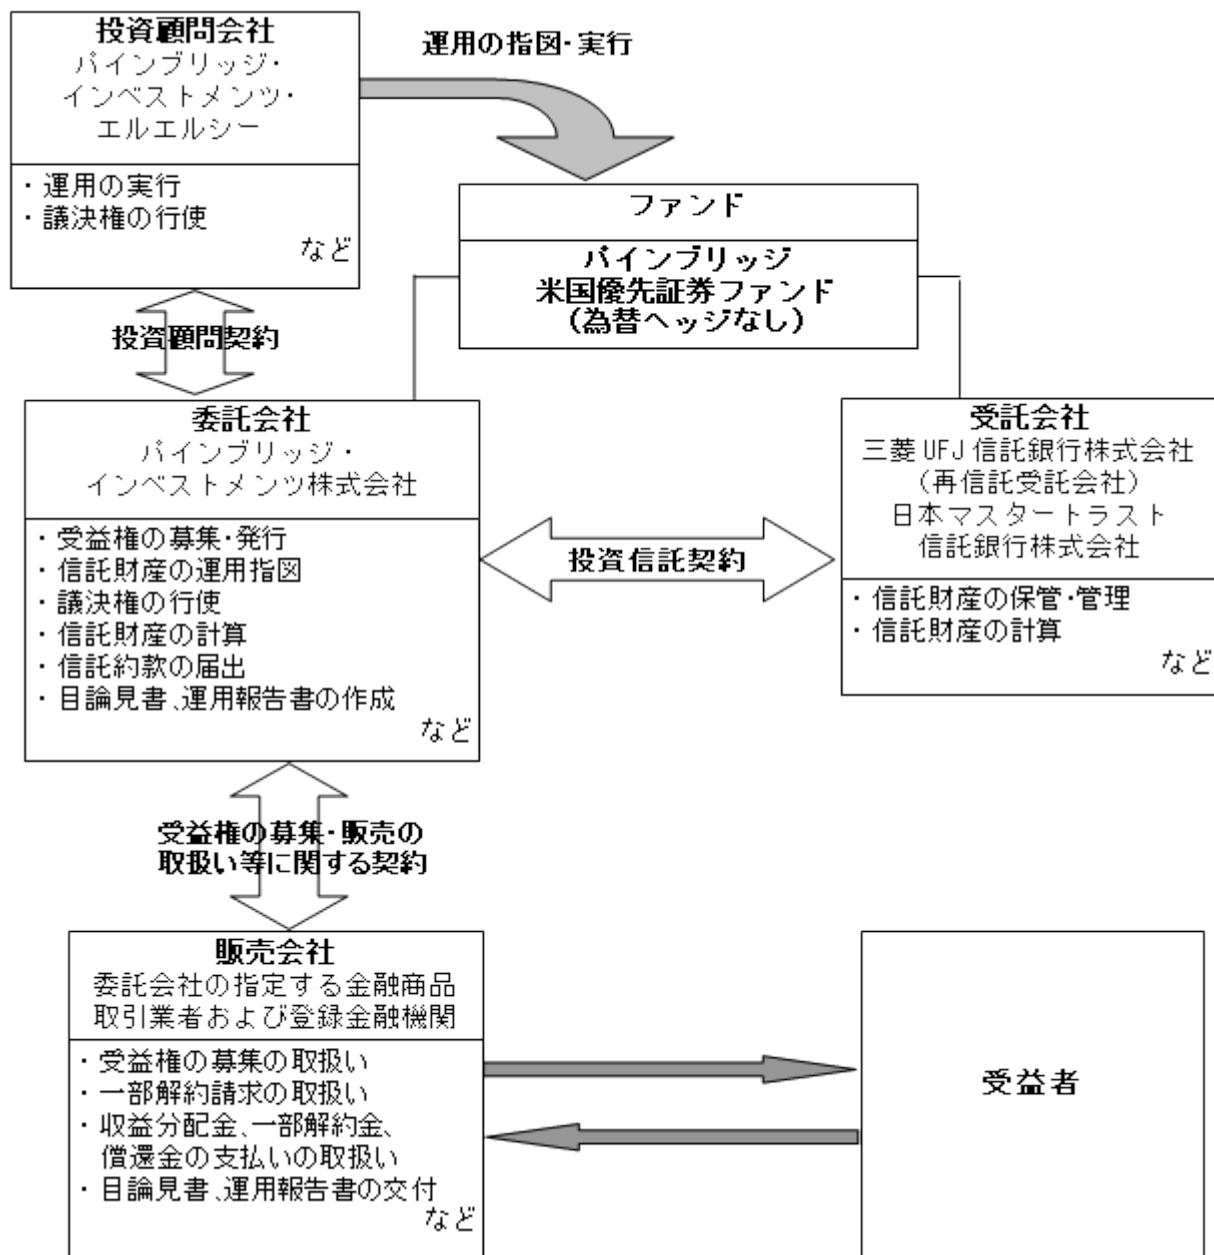 投資顧問会社
パインブリッジ・
インベストメンツ・
エルエルシー
・運用の実行
・議決権の行使
など
運用の指図・実行
ファンド
パインブリッジ
米国優先証券ファンド
（為替ヘッジなし）
投資顧問契約
委託会社
パインブリッジ・
インベストメンツ株式会社
・受益権の募集・発行
・信託財産の運用指図
・議決権の行使
・信託財産の計算
・信託約款の届出
・目論見書、運用報告書の作成
など
投資信託契約
受託会社
三菱UFJ信託銀行株式会社
（再信託受託会社）
日本マスタートラスト
信託銀行株式会社
・信託財産の保管・管理
・信託財産の計算
など
受益権の募集・販売の
取扱い等に関する契約
販売会社
委託会社の指定する金融商品
取引業者および登録金融機関
・受益権の募集の取扱い
・一部解約請求の取扱い
・収益分配金、一部解約金、
償還金の支払いの取扱い
・目論見書、運用報告書の交付
など
受益者